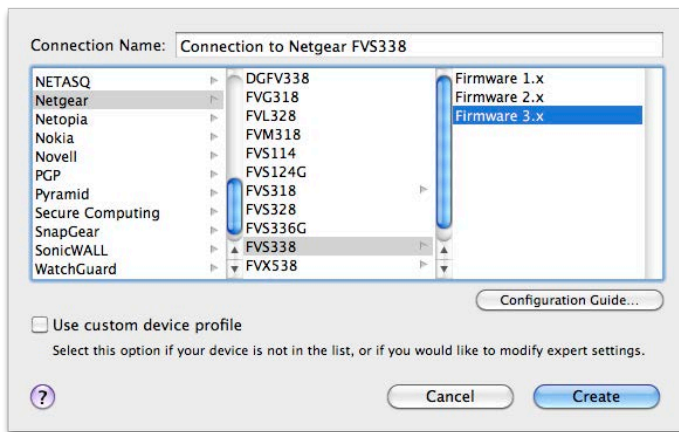 Connection Name: Connection to Netgear FVS338
NETASQ
Netgear
Netopia
Nokia
Novell
PGP
Pyramid
Secure Computing
SnapGear
SonicWALL
WatchGuard
DGFV338
FVG318
FVL328
FVM318
FVS114
FVS124G
FVS318
FVS328
FVS336G
FVS338
FVX538
Firmware 1.x
Firmware 2.x
Firmware 3.x
Configuration Guide...
Use custom device profile
Select this option if your device is not in the list, or if you would like to modify expert settings.
?
Cancel
Create